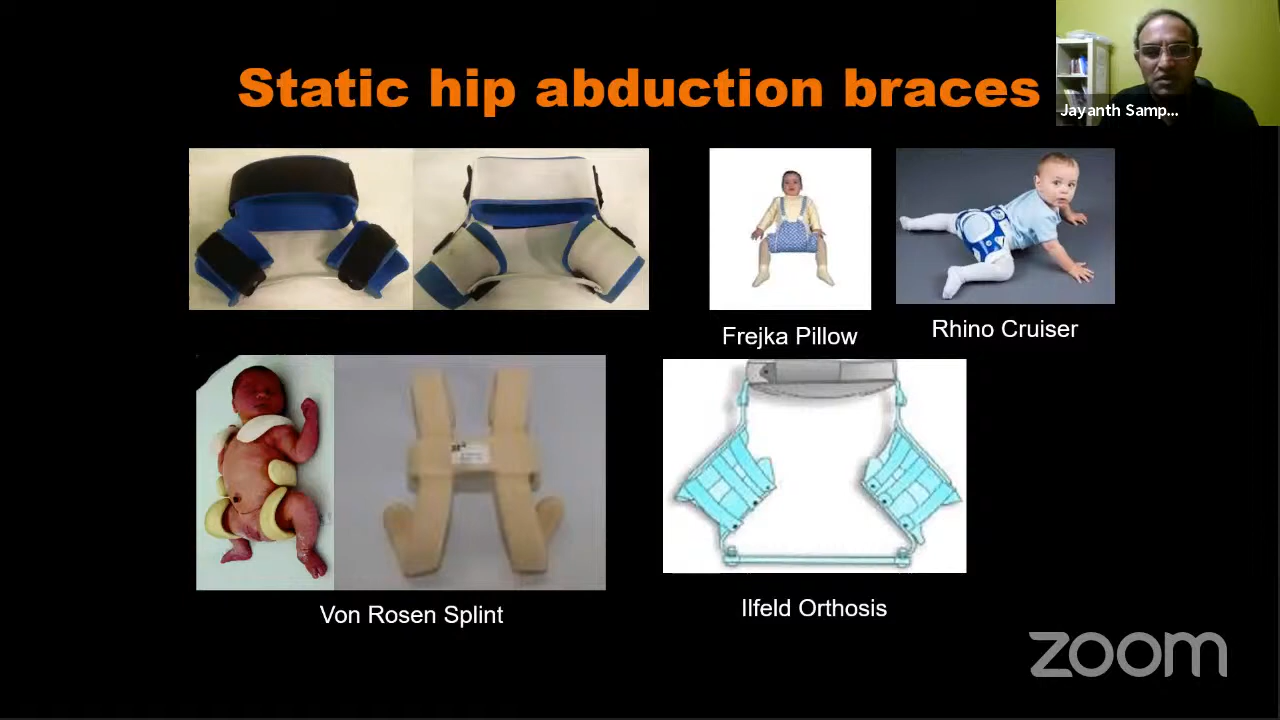 Static hip abduction braces
Jayanth Samp...
Frejka Pillow
Rhino Cruiser
Von Rosen Splint
Ilfeld Orthosis
zoom